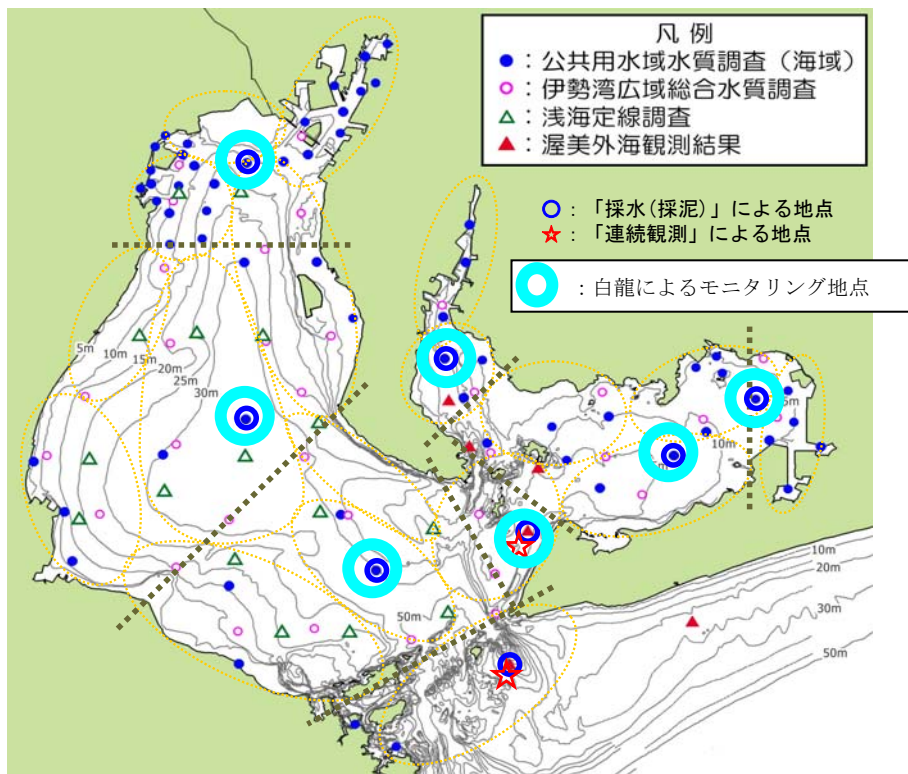 凡例
●：公共用水域水質調査（海域）
○：伊勢湾広域総合水質調査
△：浅海定線調査
▲：渥美外海観測結果
○：「採水(採泥)」による地点
☆：「連続観測」による地点
：白龍によるモニタリング地点
5m
10m
15m
20m
25m
30m
5m
10m
50m
10m
20m
30m
50m